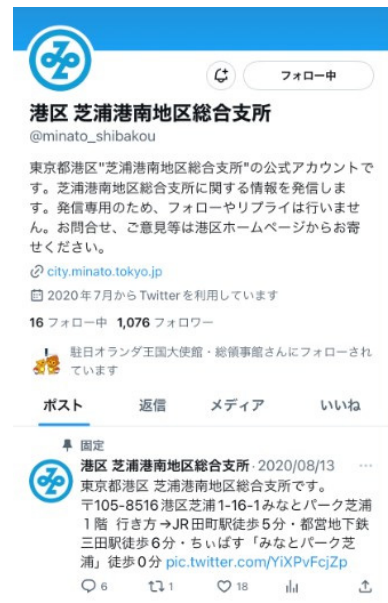 フォロー中
港区 芝浦港南地区総合支所
@minato_shibakou
東京都港区"芝浦港南地区総合支所"の公式アカウントで
す。芝浦港南地区総合支所に関する情報を発信しま
す。発信専用のため、フォローやリプライは行いませ
ん。お問合せ、ご意見等は港区ホームページからお寄
せください。
city.minato.tokyo.jp
2020年7月からTwitterを利用しています
16 フォロー中 1,076 フォロワー
駐日オランダ王国大使館・総領事館さんにフォローされ
ています
ポスト 返信 メディア いいね
固定
港区 芝浦港南地区総合支所・2020/08/13 …
東京都港区 芝浦港南地区総合支所です。
〒105-8516 港区芝浦1-16-1みなとパーク芝浦
1階 行き方→JR田町駅徒歩5分・都営地下鉄
三田駅徒歩6分・ちぃばす「みなとパーク芝
浦」徒歩0分 pic.twitter.com/YiXPvFcjZp
6 1 18